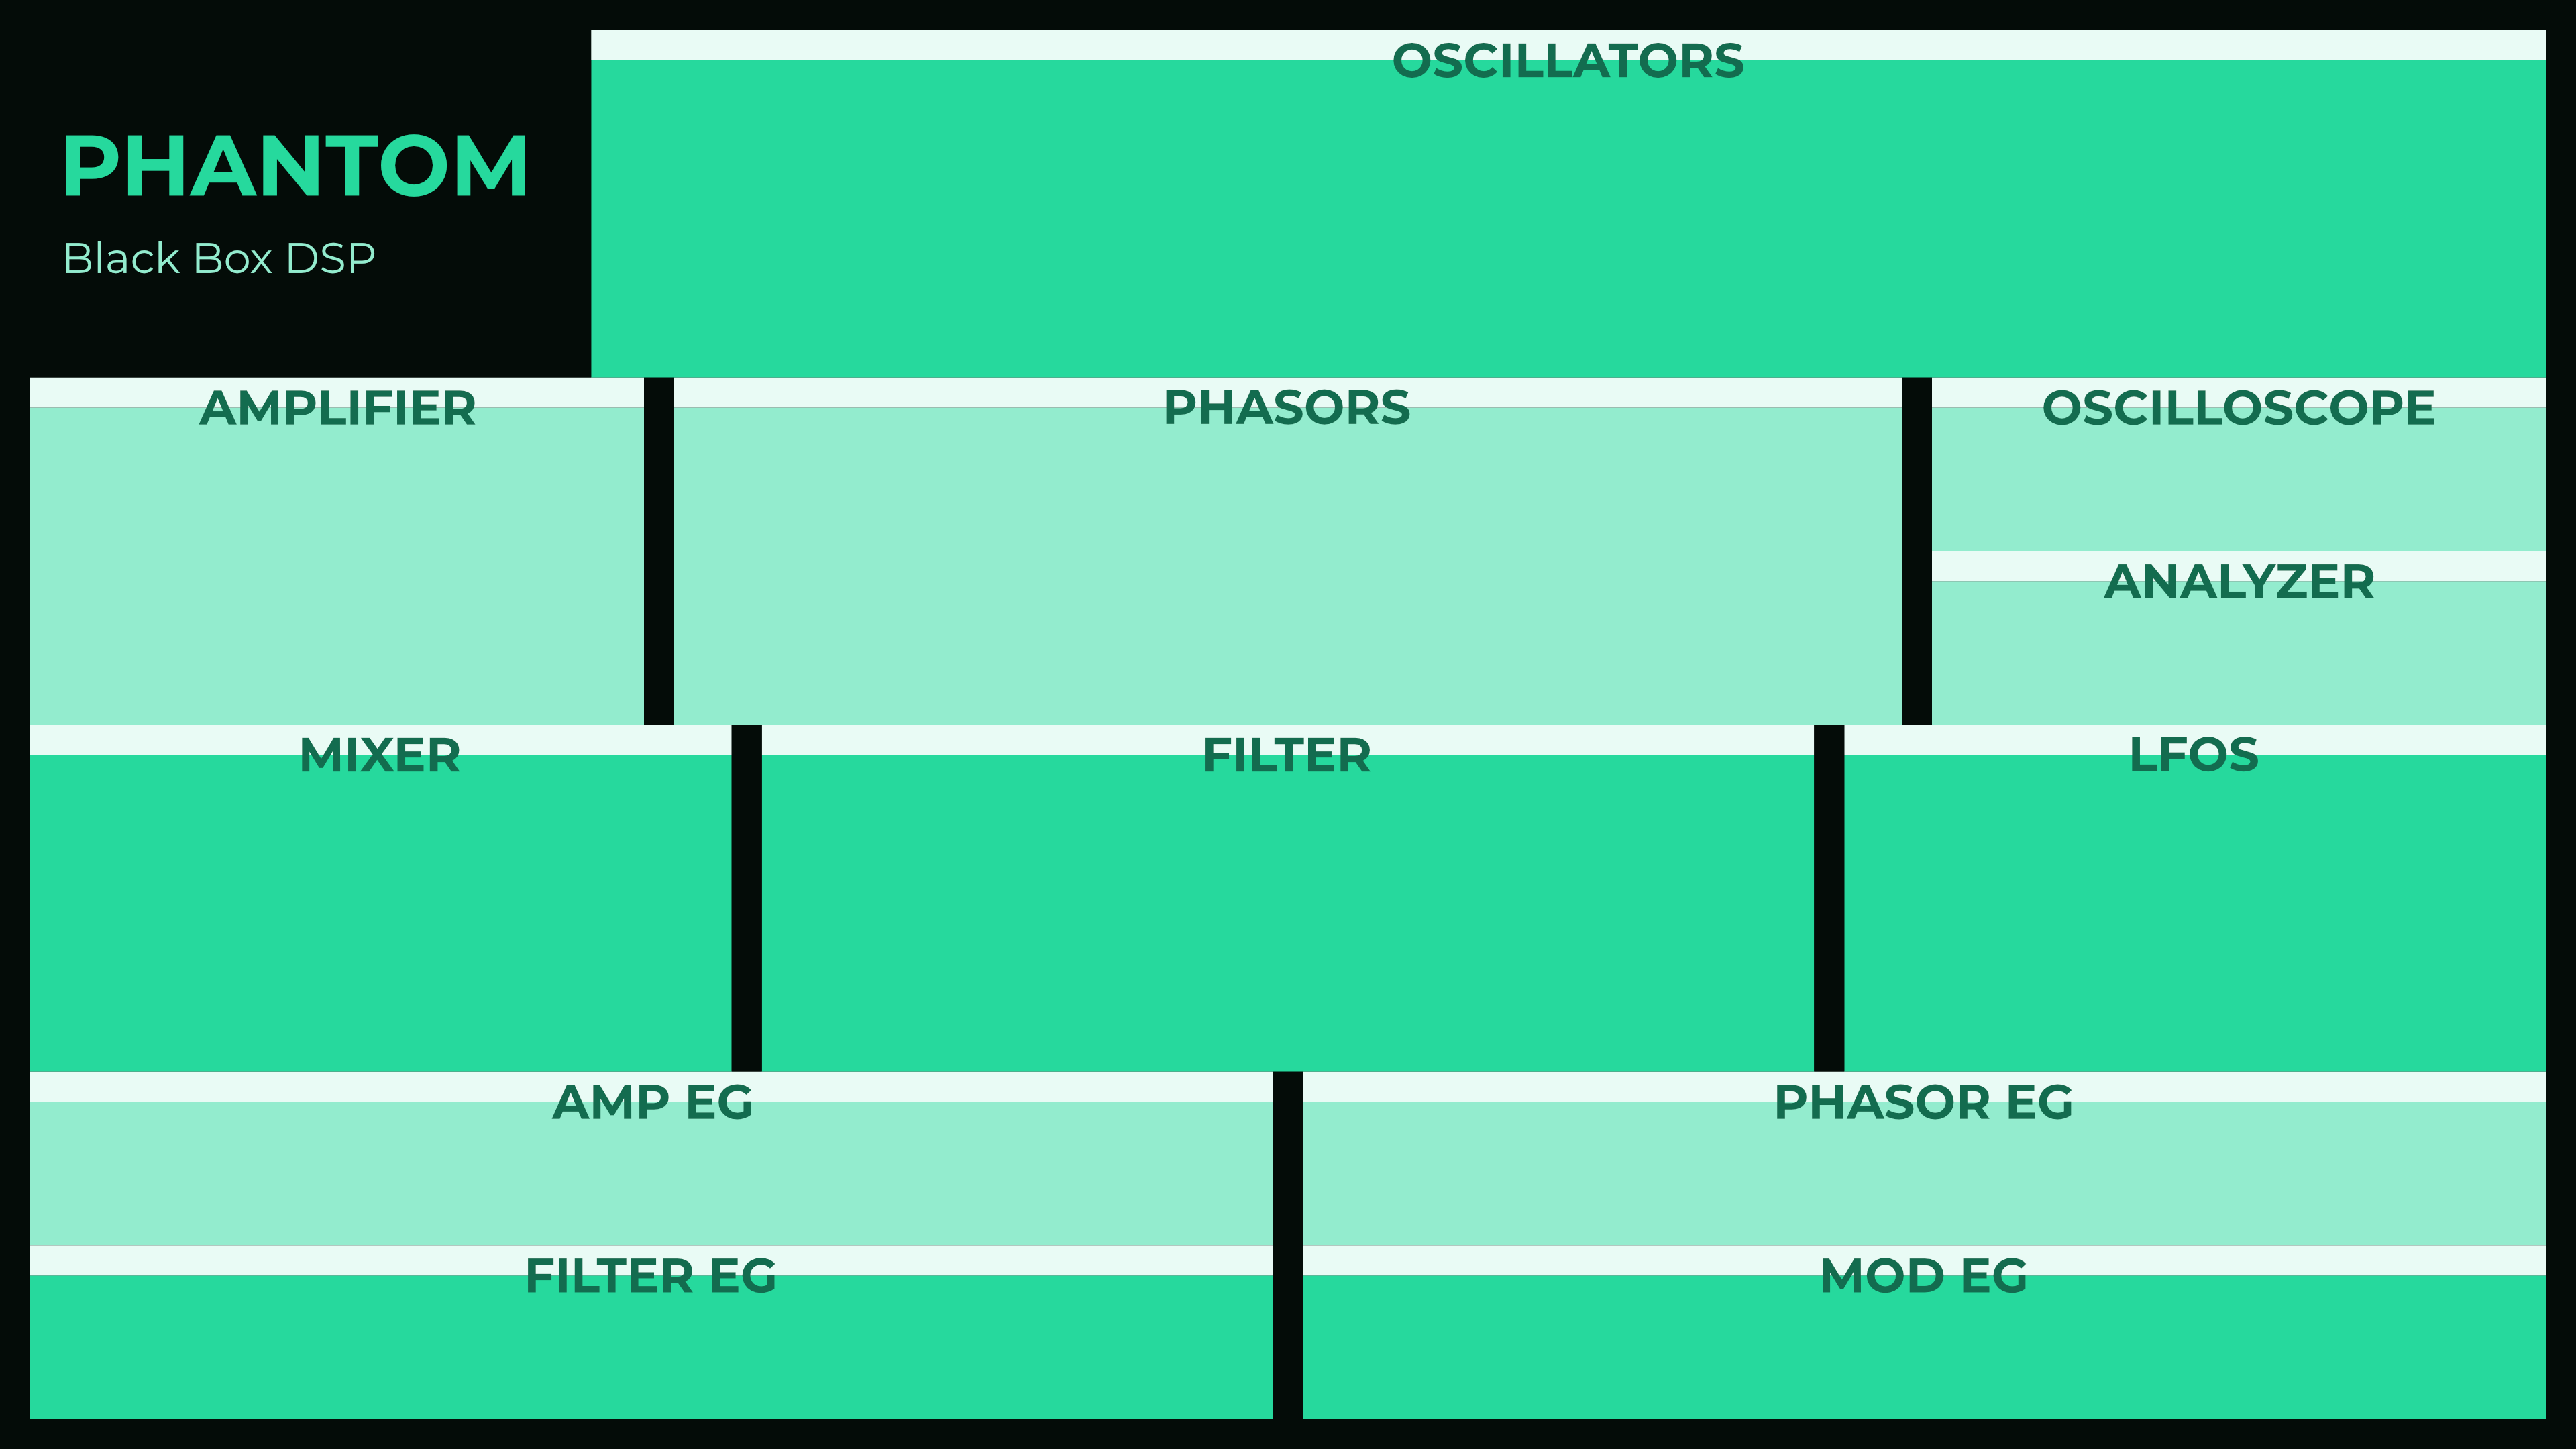 PHANTOM
Black Box DSP
OSCILLATORS
AMPLIFIER
PHASORS
OSCILLOSCOPE
ANALYZER
MIXER
FILTER
LFOS
AMP EG
PHASOR EG
FILTER EG
MOD EG